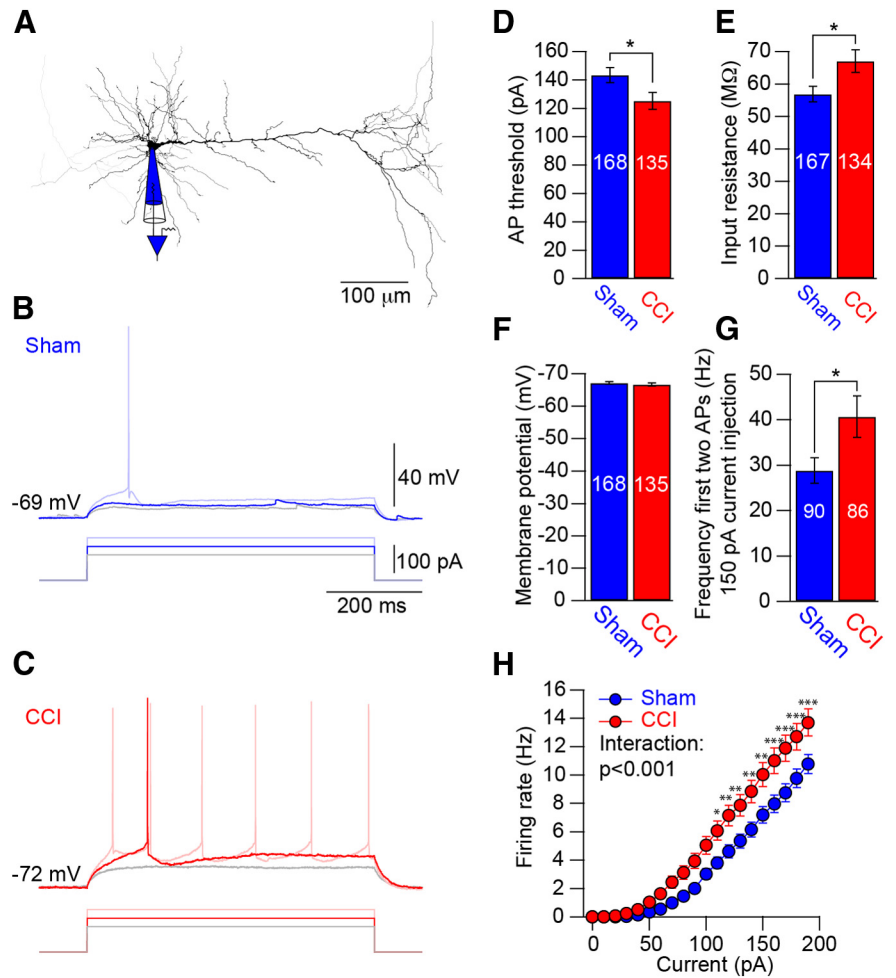 A
100 μm
B
Sham
-69 mV
40 mV
100 pA
200 ms
C
CCI
-72 mV
D
AP threshold (pA)
160
140
120
100
80
60
40
20
0
*
168
135
Sham
CCI
E
Input resistance (MΩ)
70
60
50
40
30
20
10
0
*
167
134
Sham
CCI
F
Membrane potential (mV)
-70
-60
-50
-40
-30
-20
-10
0
168
135
Sham
CCI
G
Frequency first two APs (Hz)
150 pA current injection
50
40
30
20
10
0
*
90
86
Sham
CCI
H
Firing rate (Hz)
16
14
12
10
8
6
4
2
0
Sham
CCI
Interaction:
p<0.001
*
**
**
**
**
***
***
***
***
0
50
100
150
200
Current (pA)